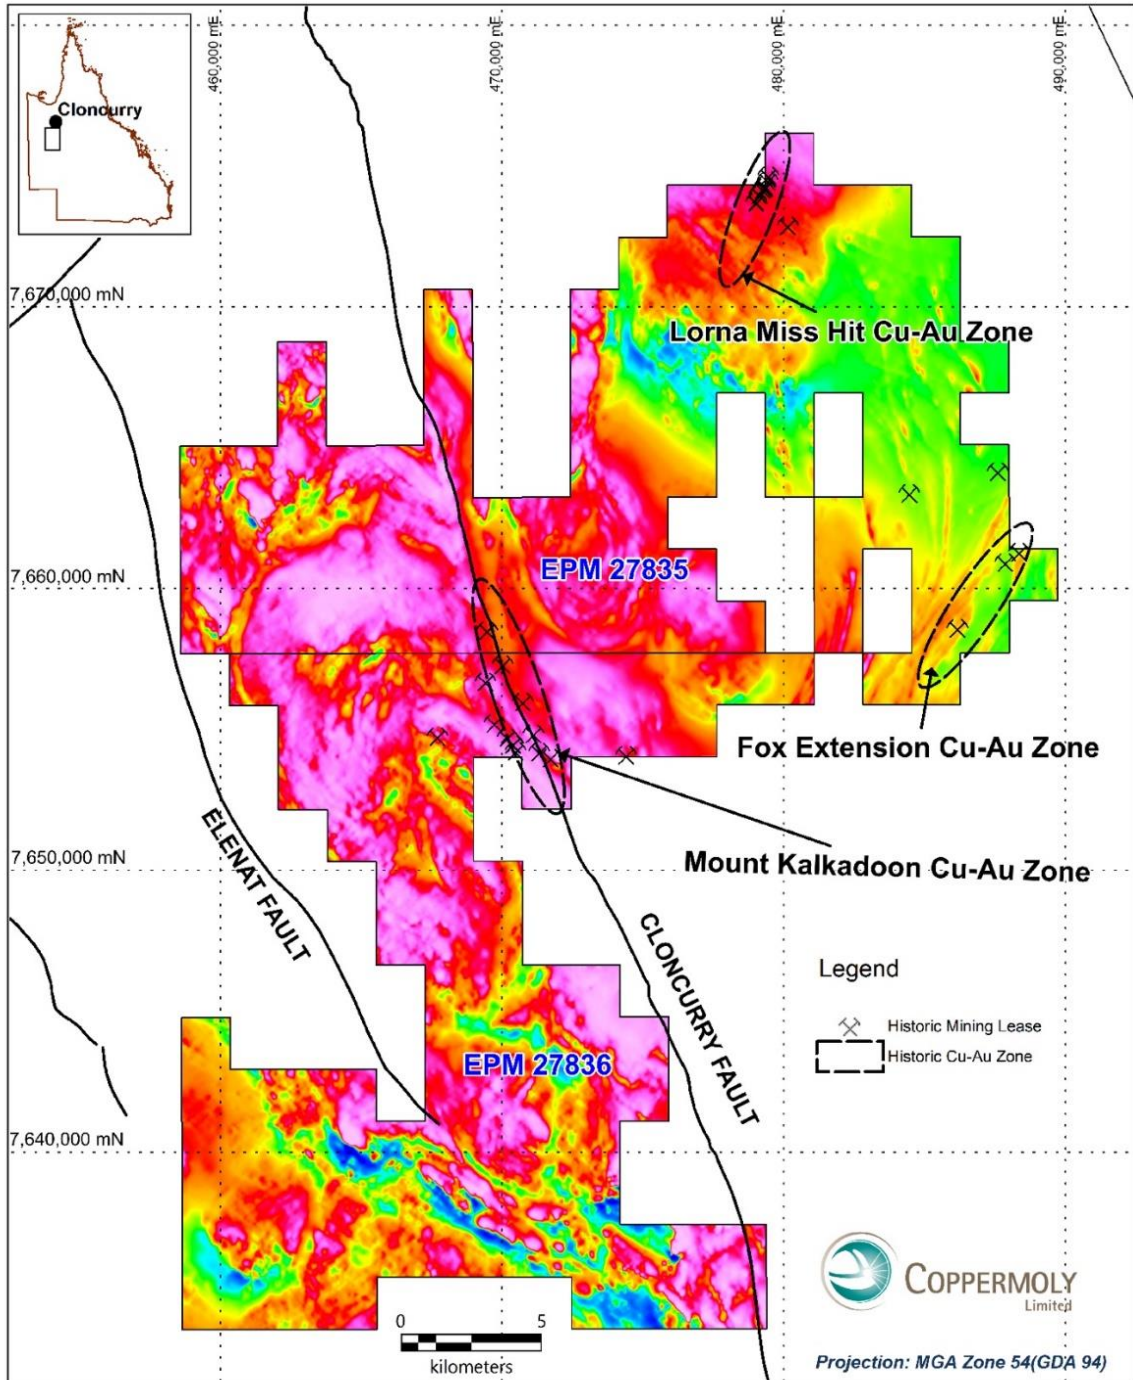 460,000 mE
470,000 mE
480,000 mE
490,000 mE
Cloncurry
7,670,000 mN
Lorna Miss Hit Cu-Au Zone
EPM 27835
7,660,000 mN
Fox Extension Cu-Au Zone
Mount Kalkadoon Cu-Au Zone
7,650,000 mN
ELENAT FAULT
CLONCURRY FAULT
Legend
Historic Mining Lease
Historic Cu-Au Zone
EPM 27836
7,640,000 mN
COPPERMOLY
Limited
0 5
kilometers
Projection: MGA Zone 54(GDA 94)